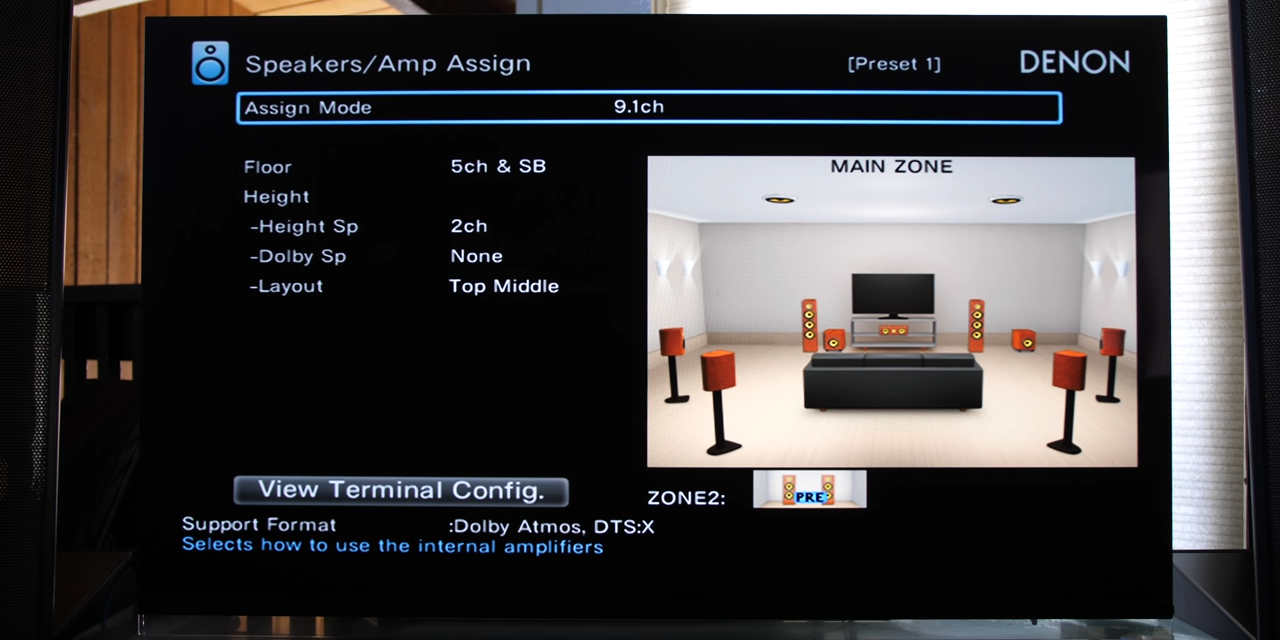 Speakers/Amp Assign [Preset 1] DENON
Assign Mode 9.1ch
Floor 5ch & SB
Height
-Height Sp 2ch
-Dolby Sp None
-Layout Top Middle
MAIN ZONE
View Terminal Config.
ZONE2: PRE
Support Format :Dolby Atmos, DTS:X
Selects how to use the internal amplifiers